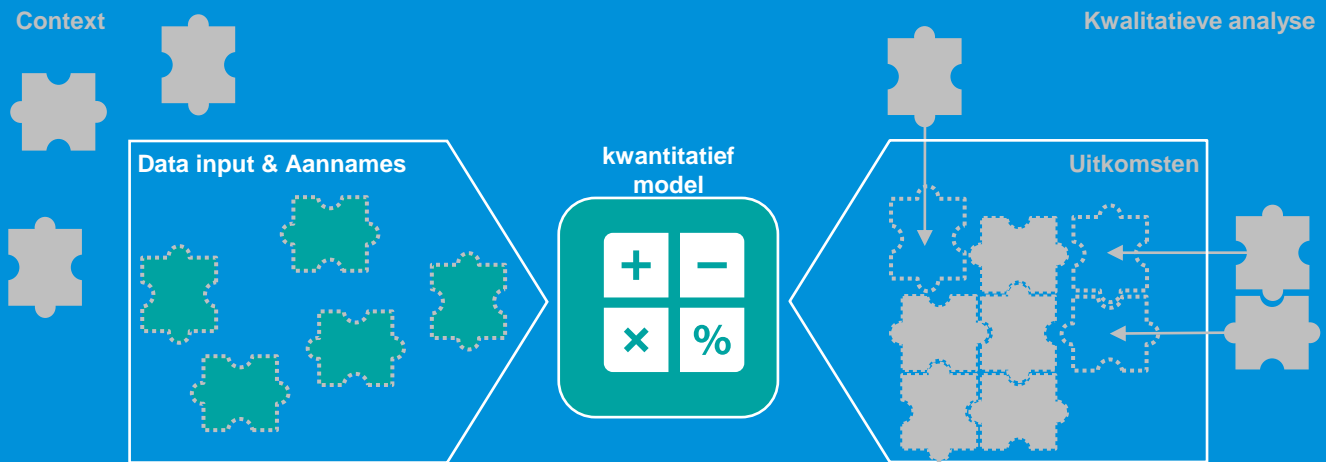 Context
Kwalitatieve analyse
Data input & Aannames
kwantitatief
model
Uitkomsten
+ −
× %